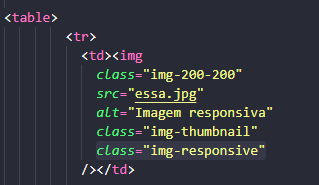 <table>
<tr>
<td><img
class="img-200-200"
src="essa.jpg"
alt="Imagem responsiva"
class="img-thumbnail"
class="img-responsive"
/></td>